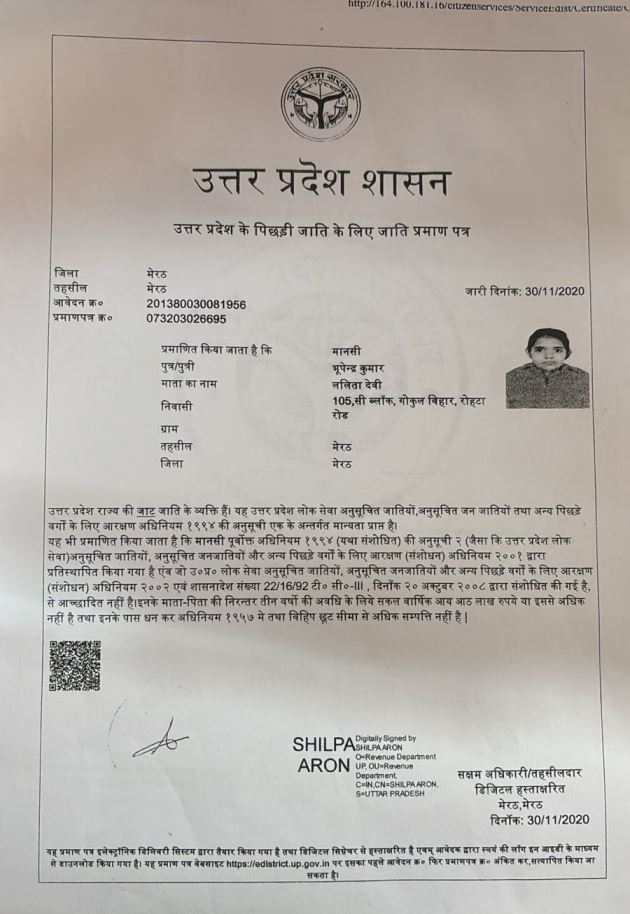 http://164.100.181.16/citizenservices/ServiceEdist/Certificate/C
उत्तर प्रदेश सरकार
उत्तर प्रदेश शासन
उत्तर प्रदेश के पिछड़ी जाति के लिए जाति प्रमाण पत्र
जिला मेरठ
तहसील मेरठ
जारी दिनांक: 30/11/2020
आवेदन क्र० 201380030081956
प्रमाणपत्र क्र० 073203026695
प्रमाणित किया जाता है कि मानसी
पुत्र/पुत्री भूपेन्द्र कुमार
माता का नाम ललिता देवी
निवासी 105,सी ब्लॉक, गोकुल बिहार, रोहटा
रोड
ग्राम
तहसील मेरठ
जिला मेरठ
उत्तर प्रदेश राज्य की जाट जाति के व्यक्ति हैं। यह उत्तर प्रदेश लोक सेवा अनुसूचित जातियों,अनुसूचित जन जातियों तथा अन्य पिछड़े
वर्गों के लिए आरक्षण अधिनियम १९९४ की अनुसूची एक के अन्तर्गत मान्यता प्राप्त है।
यह भी प्रमाणित किया जाता है कि मानसी पूर्वोक्त अधिनियम १९९४ (यथा संशोधित) की अनुसूची २ (जैसा कि उत्तर प्रदेश लोक
सेवा)अनुसूचित जातियों, अनुसूचित जनजातियों और अन्य पिछड़े वर्गों के लिए आरक्षण (संशोधन) अधिनियम २००१ द्वारा
प्रतिस्थापित किया गया है एंव जो उ०प्र० लोक सेवा अनुसूचित जातियों, अनुसूचित जनजातियों और अन्य पिछड़े वर्गों के लिए आरक्षण
(संशोधन) अधिनियम २००२ एवं शासनादेश संख्या 22/16/92 टी० सी०-III , दिनाँक २० अक्टूबर २००८ द्वारा संशोधित की गई है,
से आच्छादित नहीं है।इनके माता-पिता की निरन्तर तीन वर्षों की अवधि के लिये सकल वार्षिक आय आठ लाख रुपये या इससे अधिक
नहीं है तथा इनके पास धन कर अधिनियम १९५७ मे तथा विहिप छूट सीमा से अधिक सम्पत्ति नहीं है |
SHILPA
ARON
Digitally Signed by
SHILPA ARON
O=Revenue Department
UP, OU=Revenue
Department,
C=IN,CN=SHILPA ARON,
S=UTTAR PRADESH
सक्षम अधिकारी/तहसीलदार
डिजिटल हस्ताक्षरित
मेरठ,मेरठ
दिनाँक: 30/11/2020
यह प्रमाण पत्र इलेक्ट्रॉनिक डिलिवरी सिस्टम द्वारा तैयार किया गया है तथा डिजिटल सिग्नेचर से हस्ताक्षरित है एवम् आवेदक द्वारा स्वयं की लॉग इन आइडी के माध्यम
से डाउनलोड किया गया है। यह प्रमाण पत्र वेबसाइट https://edistrict.up.gov.in पर इसका पहले आवेदन क्र० फिर प्रमाणपत्र क्र० अंकित कर,सत्यापित किया जा
सकता है।